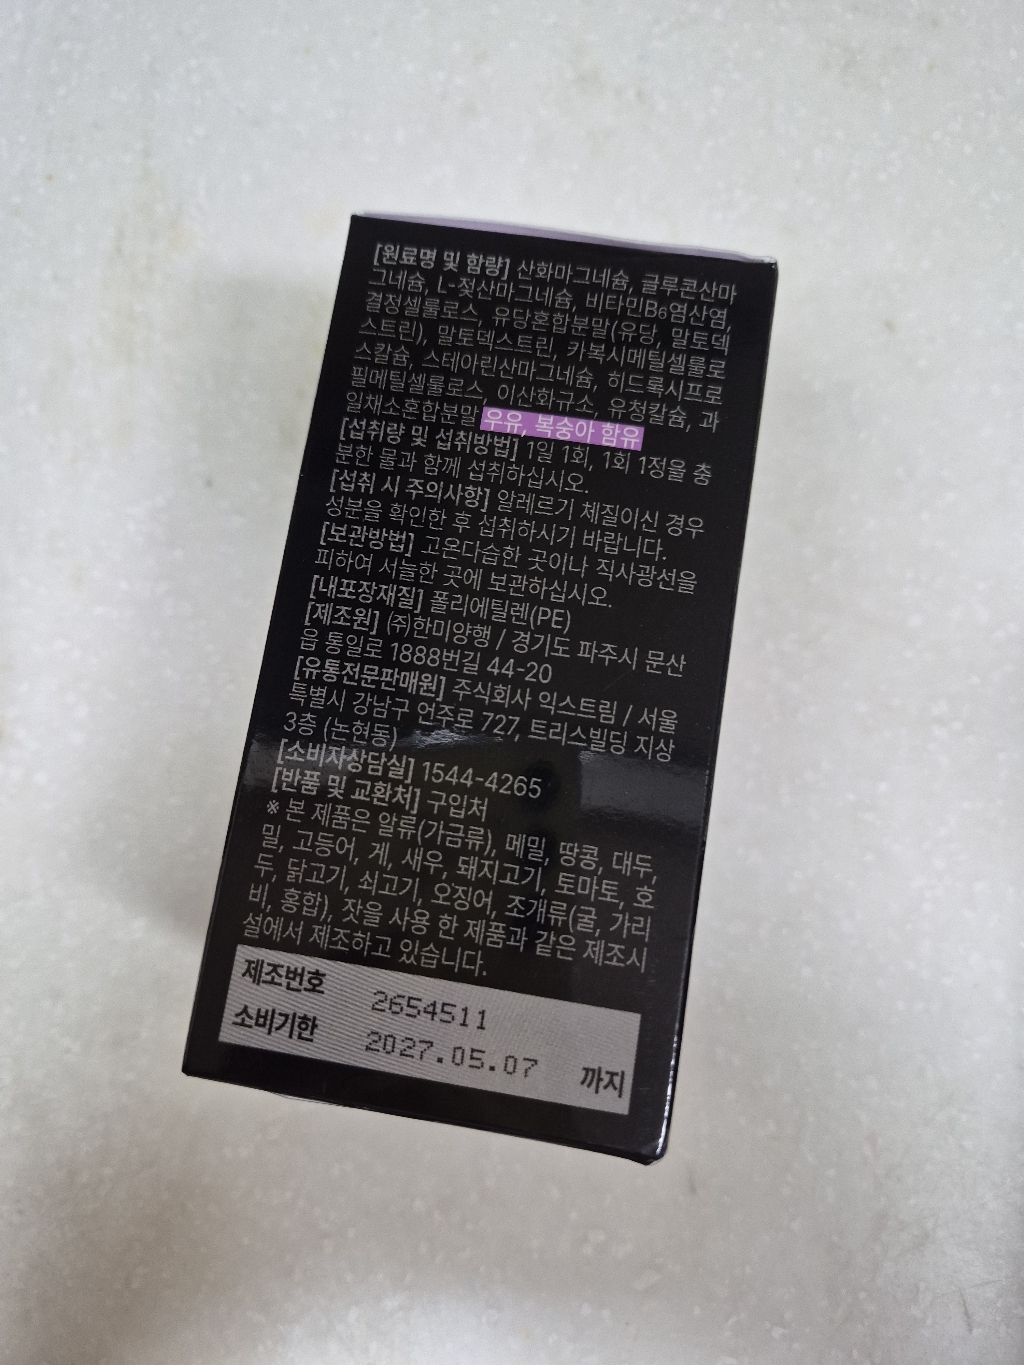 [원료명 및 함량] 산화마그네슘, 글루콘산마
그네슘, L-젖산마그네슘, 비타민B₆염산염,
결정셀룰로스, 유당혼합분말(유당, 말토덱
스트린), 말토덱스트린, 카복시메틸셀룰로
스칼슘, 스테아린산마그네슘, 히드록시프로
필메틸셀룰로스, 이산화규소, 유청칼슘, 과
일채소혼합분말 우유, 복숭아 함유
[섭취량 및 섭취방법] 1일 1회, 1회 1정을 충
분한 물과 함께 섭취하십시오.
[섭취 시 주의사항] 알레르기 체질이신 경우
성분을 확인한 후 섭취하시기 바랍니다.
[보관방법] 고온다습한 곳이나 직사광선을
피하여 서늘한 곳에 보관하십시오.
[내포장재질] 폴리에틸렌(PE)
[제조원] ㈜한미양행 / 경기도 파주시 문산
읍 통일로 1888번길 44-20
[유통전문판매원] 주식회사 익스트림 / 서울
특별시 강남구 언주로 727, 트리스빌딩 지상
3층 (논현동)
[소비자상담실] 1544-4265
[반품 및 교환처] 구입처
※ 본 제품은 알류(가금류), 메밀, 땅콩, 대두,
밀, 고등어, 게, 새우, 돼지고기, 토마토, 호
두, 닭고기, 쇠고기, 오징어, 조개류(굴, 가리
비, 홍합), 잣을 사용 한 제품과 같은 제조시
설에서 제조하고 있습니다.
제조번호 2654511
소비기한 2027.05.07 까지